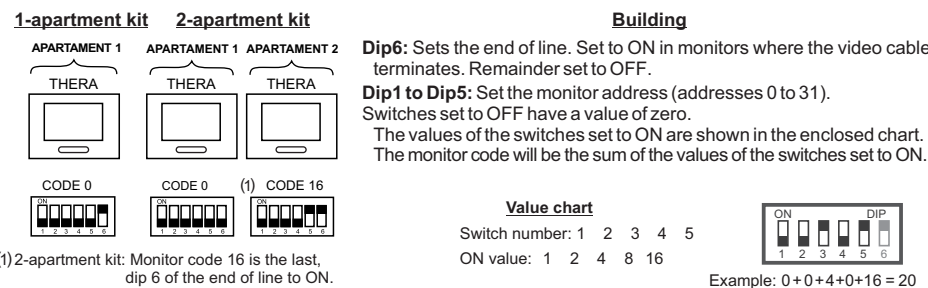 1-apartment kit 2-apartment kit
APARTAMENT 1 APARTAMENT 1 APARTAMENT 2
THERA THERA THERA
CODE 0 CODE 0 (1) CODE 16
ON ON ON
1 2 3 4 5 6 1 2 3 4 5 6 1 2 3 4 5 6
1) 2-apartment kit: Monitor code 16 is the last,
dip 6 of the end of line to ON.
Building
Dip6: Sets the end of line. Set to ON in monitors where the video cable
terminates. Remainder set to OFF.
Dip1 to Dip5: Set the monitor address (addresses 0 to 31).
Switches set to OFF have a value of zero.
The values of the switches set to ON are shown in the enclosed chart.
The monitor code will be the sum of the values of the switches set to ON.
Value chart
Switch number: 1 2 3 4 5
ON value: 1 2 4 8 16
ON DIP
1 2 3 4 5 6
Example: 0+0+4+0+16 = 20